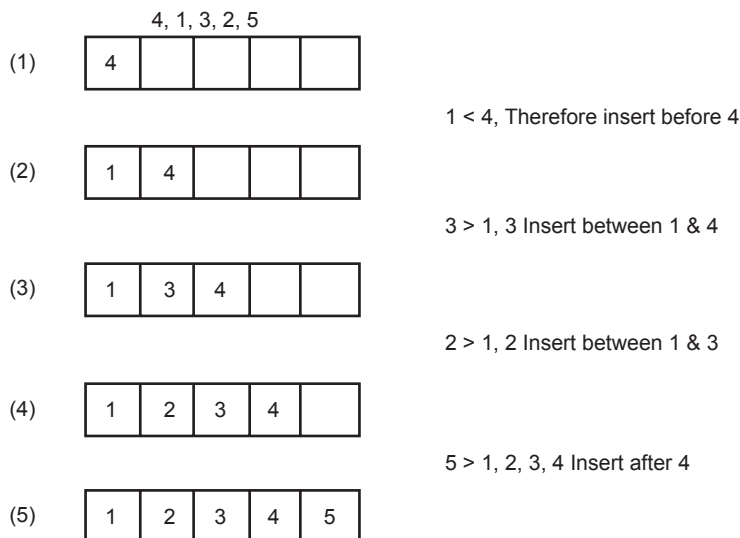 4, 1, 3, 2, 5
(1) 4
1 < 4, Therefore insert before 4
(2) 1 4
3 > 1, 3 Insert between 1 & 4
(3) 1 3 4
2 > 1, 2 Insert between 1 & 3
(4) 1 2 3 4
5 > 1, 2, 3, 4 Insert after 4
(5) 1 2 3 4 5